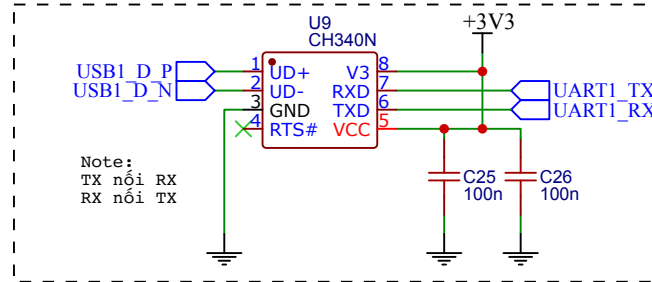 U9
CH340N
+3V3
USB1_D_P
USB1_D_N
1 UD+
2 UD-
3 GND
4 RTS#
V3 8
RXD 7
TXD 6
VCC 5
UART1_TX
UART1_RX
Note:
TX nối RX
RX nối TX
C25
100n
C26
100n